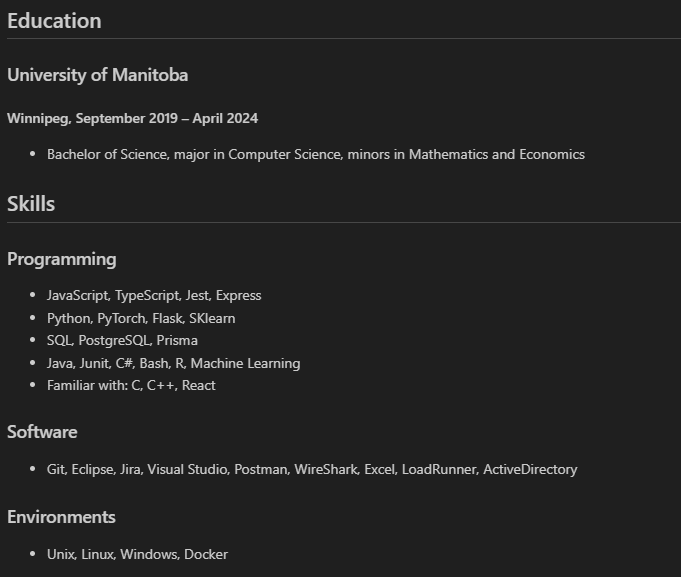 Education
University of Manitoba
Winnipeg, September 2019 – April 2024
• Bachelor of Science, major in Computer Science, minors in Mathematics and Economics
Skills
Programming
• JavaScript, TypeScript, Jest, Express
• Python, PyTorch, Flask, SKlearn
• SQL, PostgreSQL, Prisma
• Java, Junit, C#, Bash, R, Machine Learning
• Familiar with: C, C++, React
Software
• Git, Eclipse, Jira, Visual Studio, Postman, WireShark, Excel, LoadRunner, ActiveDirectory
Environments
• Unix, Linux, Windows, Docker